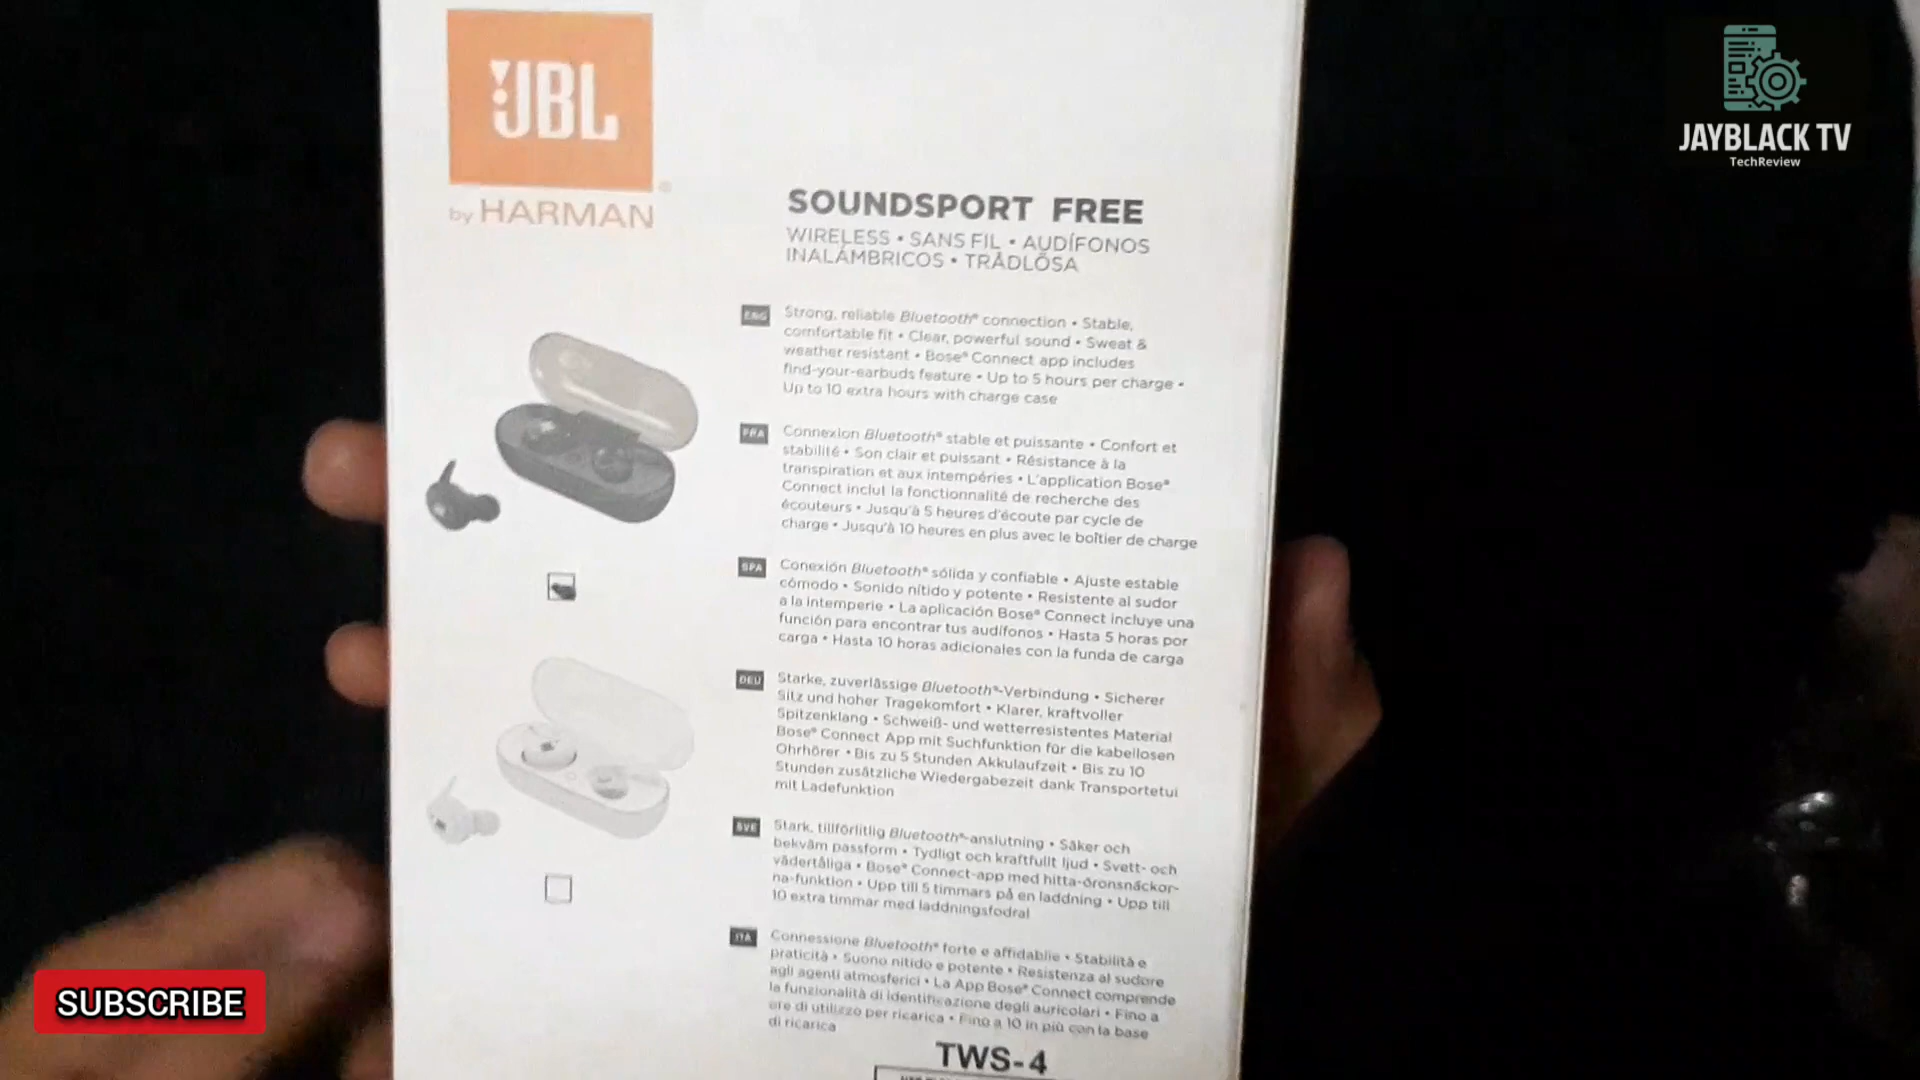 JBL
by HARMAN
JAYBLACK TV
TechReview
SOUNDSPORT FREE
WIRELESS • SANS FIL • AUDÍFONOS
INALÁMBRICOS • TRÅDLÖSA
ENG
Strong, reliable Bluetooth® connection • Stable,
comfortable fit • Clear, powerful sound • Sweat &
weather resistant • Bose® Connect app includes
find-your-earbuds feature • Up to 5 hours per charge •
Up to 10 extra hours with charge case
FRA
Connexion Bluetooth® stable et puissante • Confort et
stabilité • Son clair et puissant • Résistance à la
transpiration et aux intempéries • L'application Bose®
Connect inclut la fonctionnalité de recherche des
écouteurs • Jusqu'à 5 heures d'écoute par cycle de
charge • Jusqu'à 10 heures en plus avec le boîtier de charge
SPA
Conexión Bluetooth® sólida y confiable • Ajuste estable
cómodo • Sonido nítido y potente • Resistente al sudor
a la intemperie • La aplicación Bose® Connect incluye una
función para encontrar tus audífonos • Hasta 5 horas por
carga • Hasta 10 horas adicionales con la funda de carga
DEU
Starke, zuverlässige Bluetooth®-Verbindung • Sicherer
Sitz und hoher Tragekomfort • Klarer, kraftvoller
Spitzenklang • Schweiß- und wetterresistentes Material
Bose® Connect App mit Suchfunktion für die kabellosen
Ohrhörer • Bis zu 5 Stunden Akkulaufzeit • Bis zu 10
Stunden zusätzliche Wiedergabezeit dank Transportetui
mit Ladefunktion
SVE
Stark, tillförlitlig Bluetooth®-anslutning • Säker och
bekväm passform • Tydligt och kraftfullt ljud • Svett- och
vädertåliga • Bose® Connect-app med hitta-öronsnäckor-
na-funktion • Upp till 5 timmars på en laddning • Upp till
10 extra timmar med laddningsfodral
ITA
Connessione Bluetooth® forte e affidablie • Stabilità e
praticità • Suono nitido e potente • Resistenza al sudore
agli agenti atmosferici • La App Bose® Connect comprende
la funzionalità di identificazione degli auricolari • Fino a
ore di utilizzo per ricarica • Fino a 10 in più con la base
di ricarica
TWS-4
SUBSCRIBE